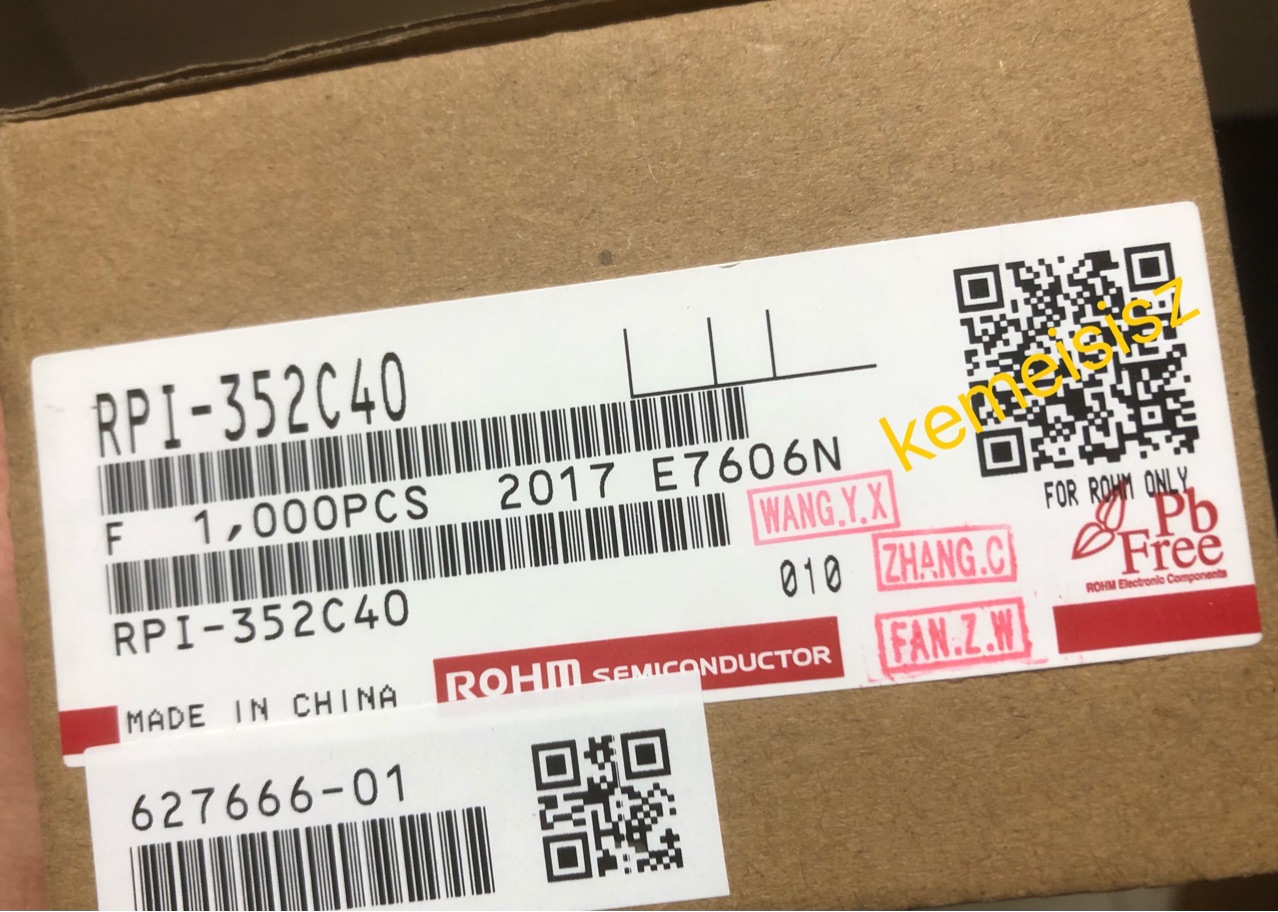 RPI-352C40
F 1,000PCS 2017 E7606N
RPI-352C40
010
WANG.Y.X
ZHANG.C
FAN.Z.W
MADE IN CHINA
ROHM SEMICONDUCTOR
kemeisisz
FOR ROHM ONLY
Pb
Free
ROHM Electronic Components
627666-01